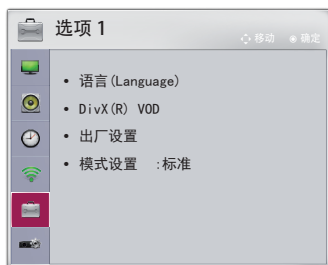 选项 1
移动 确定
• 语言(Language)
• DivX(R) VOD
• 出厂设置
• 模式设置 :标准